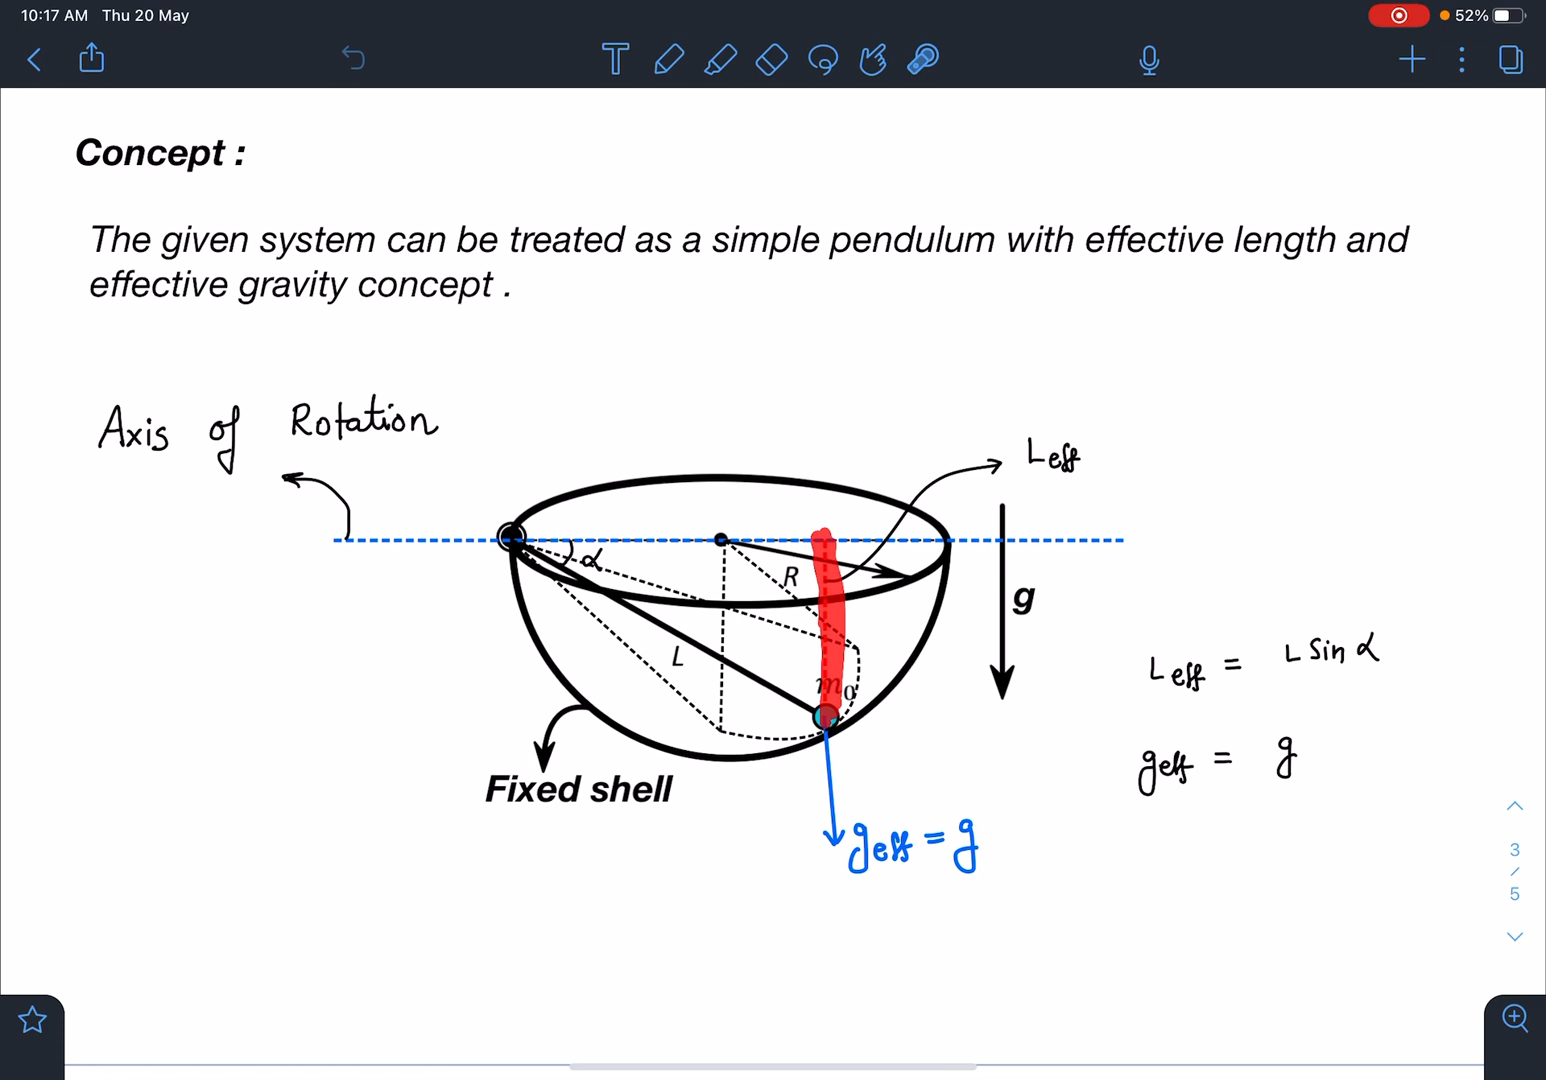 10:17 AM Thu 20 May
52%
Concept :
The given system can be treated as a simple pendulum with effective length and
effective gravity concept .
Axis of Rotation
Leff
α
R
g
L
m₀
Leff = L Sin α
Fixed shell
geff = g
geff = g
3
/
5